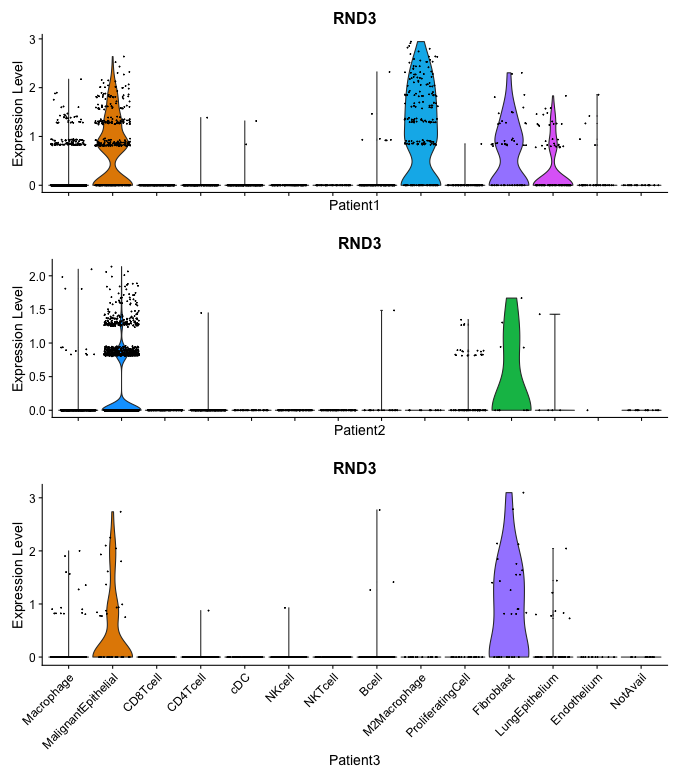 RND3
Expression Level
3
2
1
0
Patient1
RND3
Expression Level
2.0
1.5
1.0
0.5
0.0
Patient2
RND3
Expression Level
3
2
1
0
Macrophage
MalignantEpithelial
CD8Tcell
CD4Tcell
cDC
NKcell
NKTcell
Bcell
M2Macrophage
ProliferatingCell
Fibroblast
LungEpithelium
Endothelium
NotAvail
Patient3